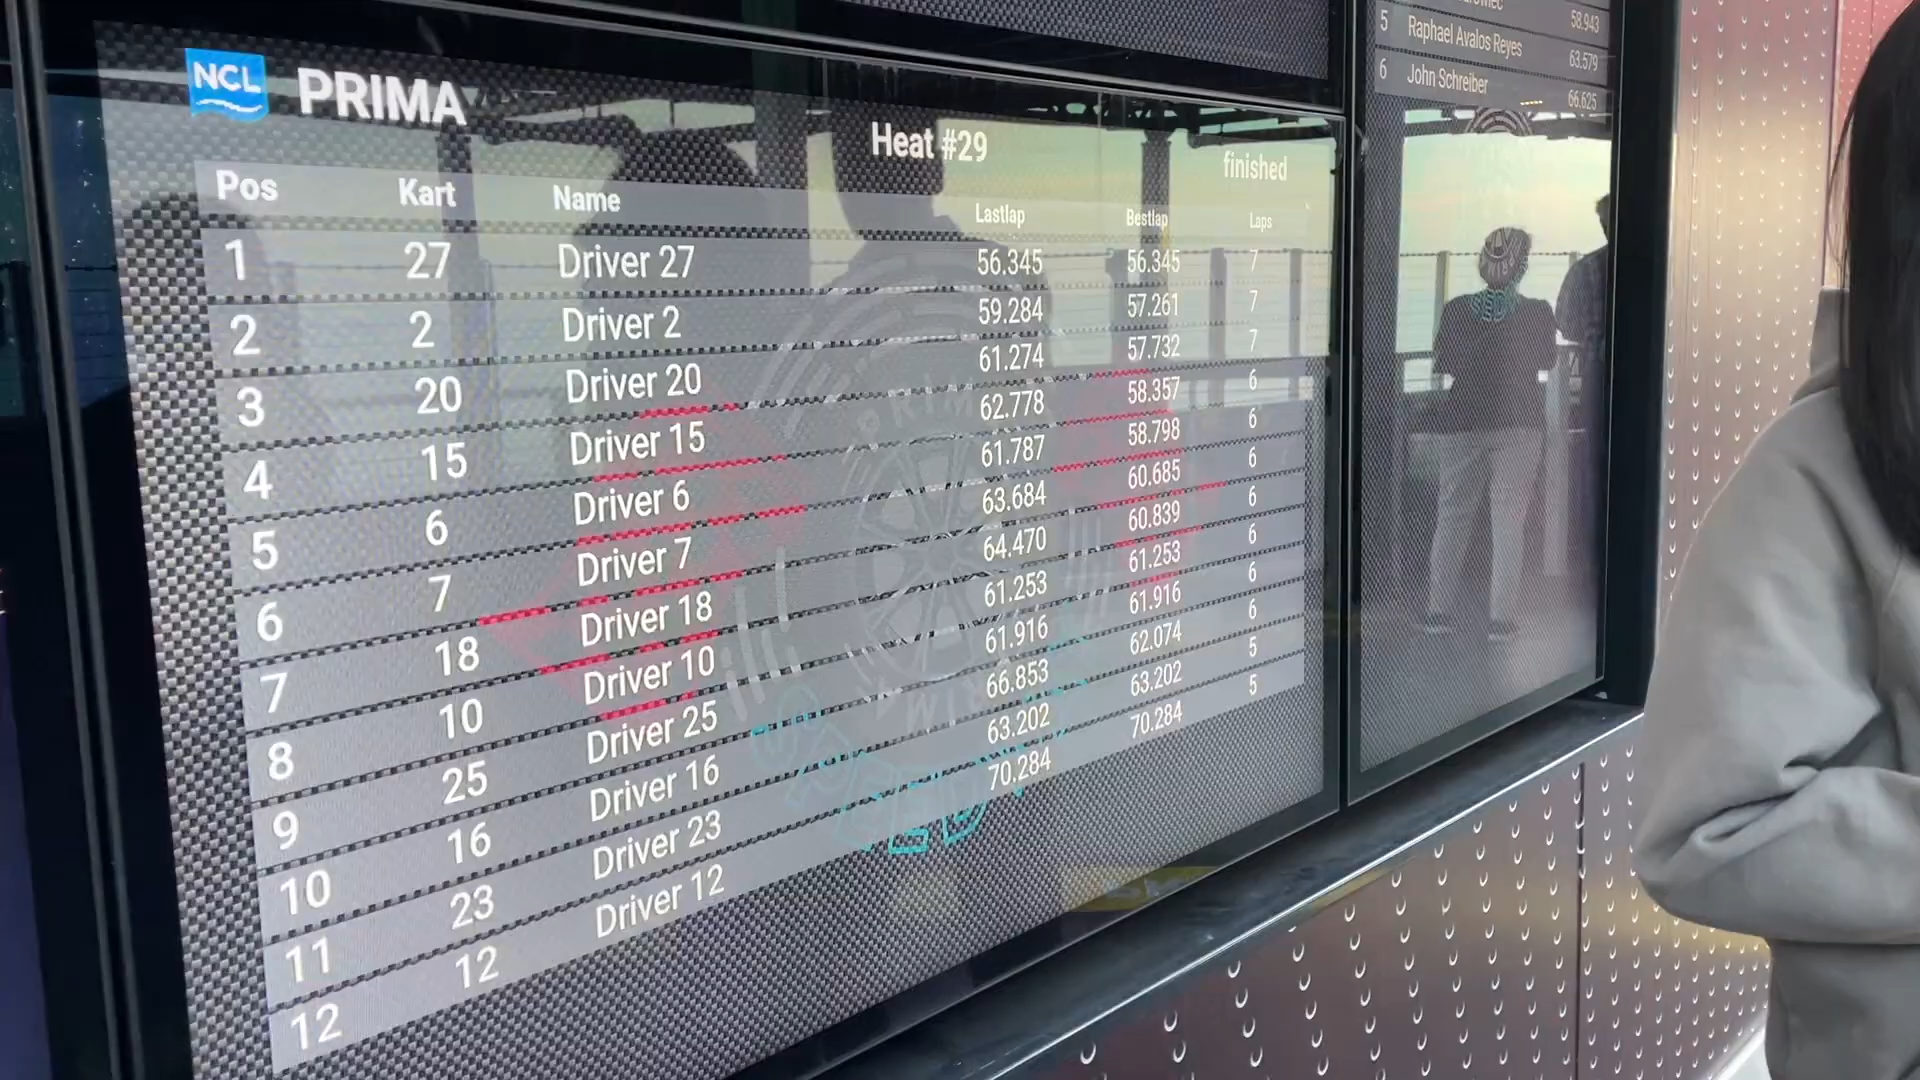 NCL PRIMA
Heat #29
finished
Pos Kart Name Lastlap Bestlap Laps
1 27 Driver 27 56.345 56.345 7
2 2 Driver 2 59.284 57.261 7
3 20 Driver 20 61.274 57.732 7
4 15 Driver 15 62.778 58.357 6
5 6 Driver 6 61.787 58.798 6
6 7 Driver 7 63.684 60.685 6
7 18 Driver 18 64.470 60.839 6
8 10 Driver 10 61.253 61.253 6
9 25 Driver 25 61.916 61.916 6
10 16 Driver 16 66.853 62.074 6
11 23 Driver 23 63.202 63.202 5
12 12 Driver 12 70.284 70.284 5
58.943
5 Raphael Avalos Reyes 63.579
6 John Schreiber 66.625